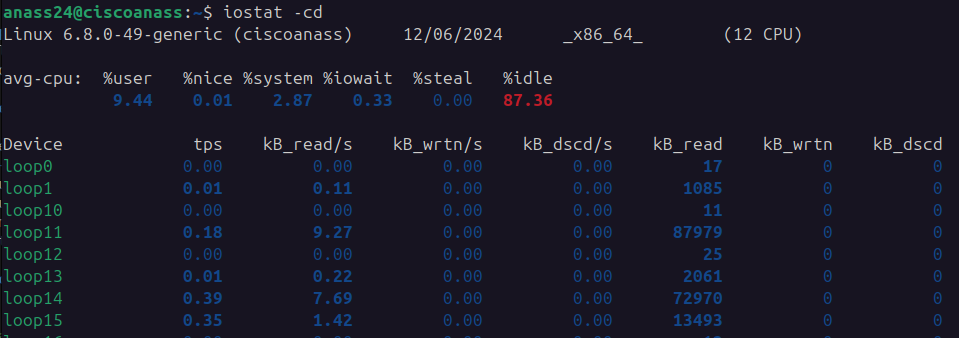 anass24@ciscoanass:~$ iostat -cd
Linux 6.8.0-49-generic (ciscoanass) 12/06/2024 _x86_64_ (12 CPU)
avg-cpu: %user %nice %system %iowait %steal %idle
9.44 0.01 2.87 0.33 0.00 87.36
Device tps kB_read/s kB_wrtn/s kB_dscd/s kB_read kB_wrtn kB_dscd
loop0 0.00 0.00 0.00 0.00 17 0 0
loop1 0.01 0.11 0.00 0.00 1085 0 0
loop10 0.00 0.00 0.00 0.00 11 0 0
loop11 0.18 9.27 0.00 0.00 87979 0 0
loop12 0.00 0.00 0.00 0.00 25 0 0
loop13 0.01 0.22 0.00 0.00 2061 0 0
loop14 0.39 7.69 0.00 0.00 72970 0 0
loop15 0.35 1.42 0.00 0.00 13493 0 0